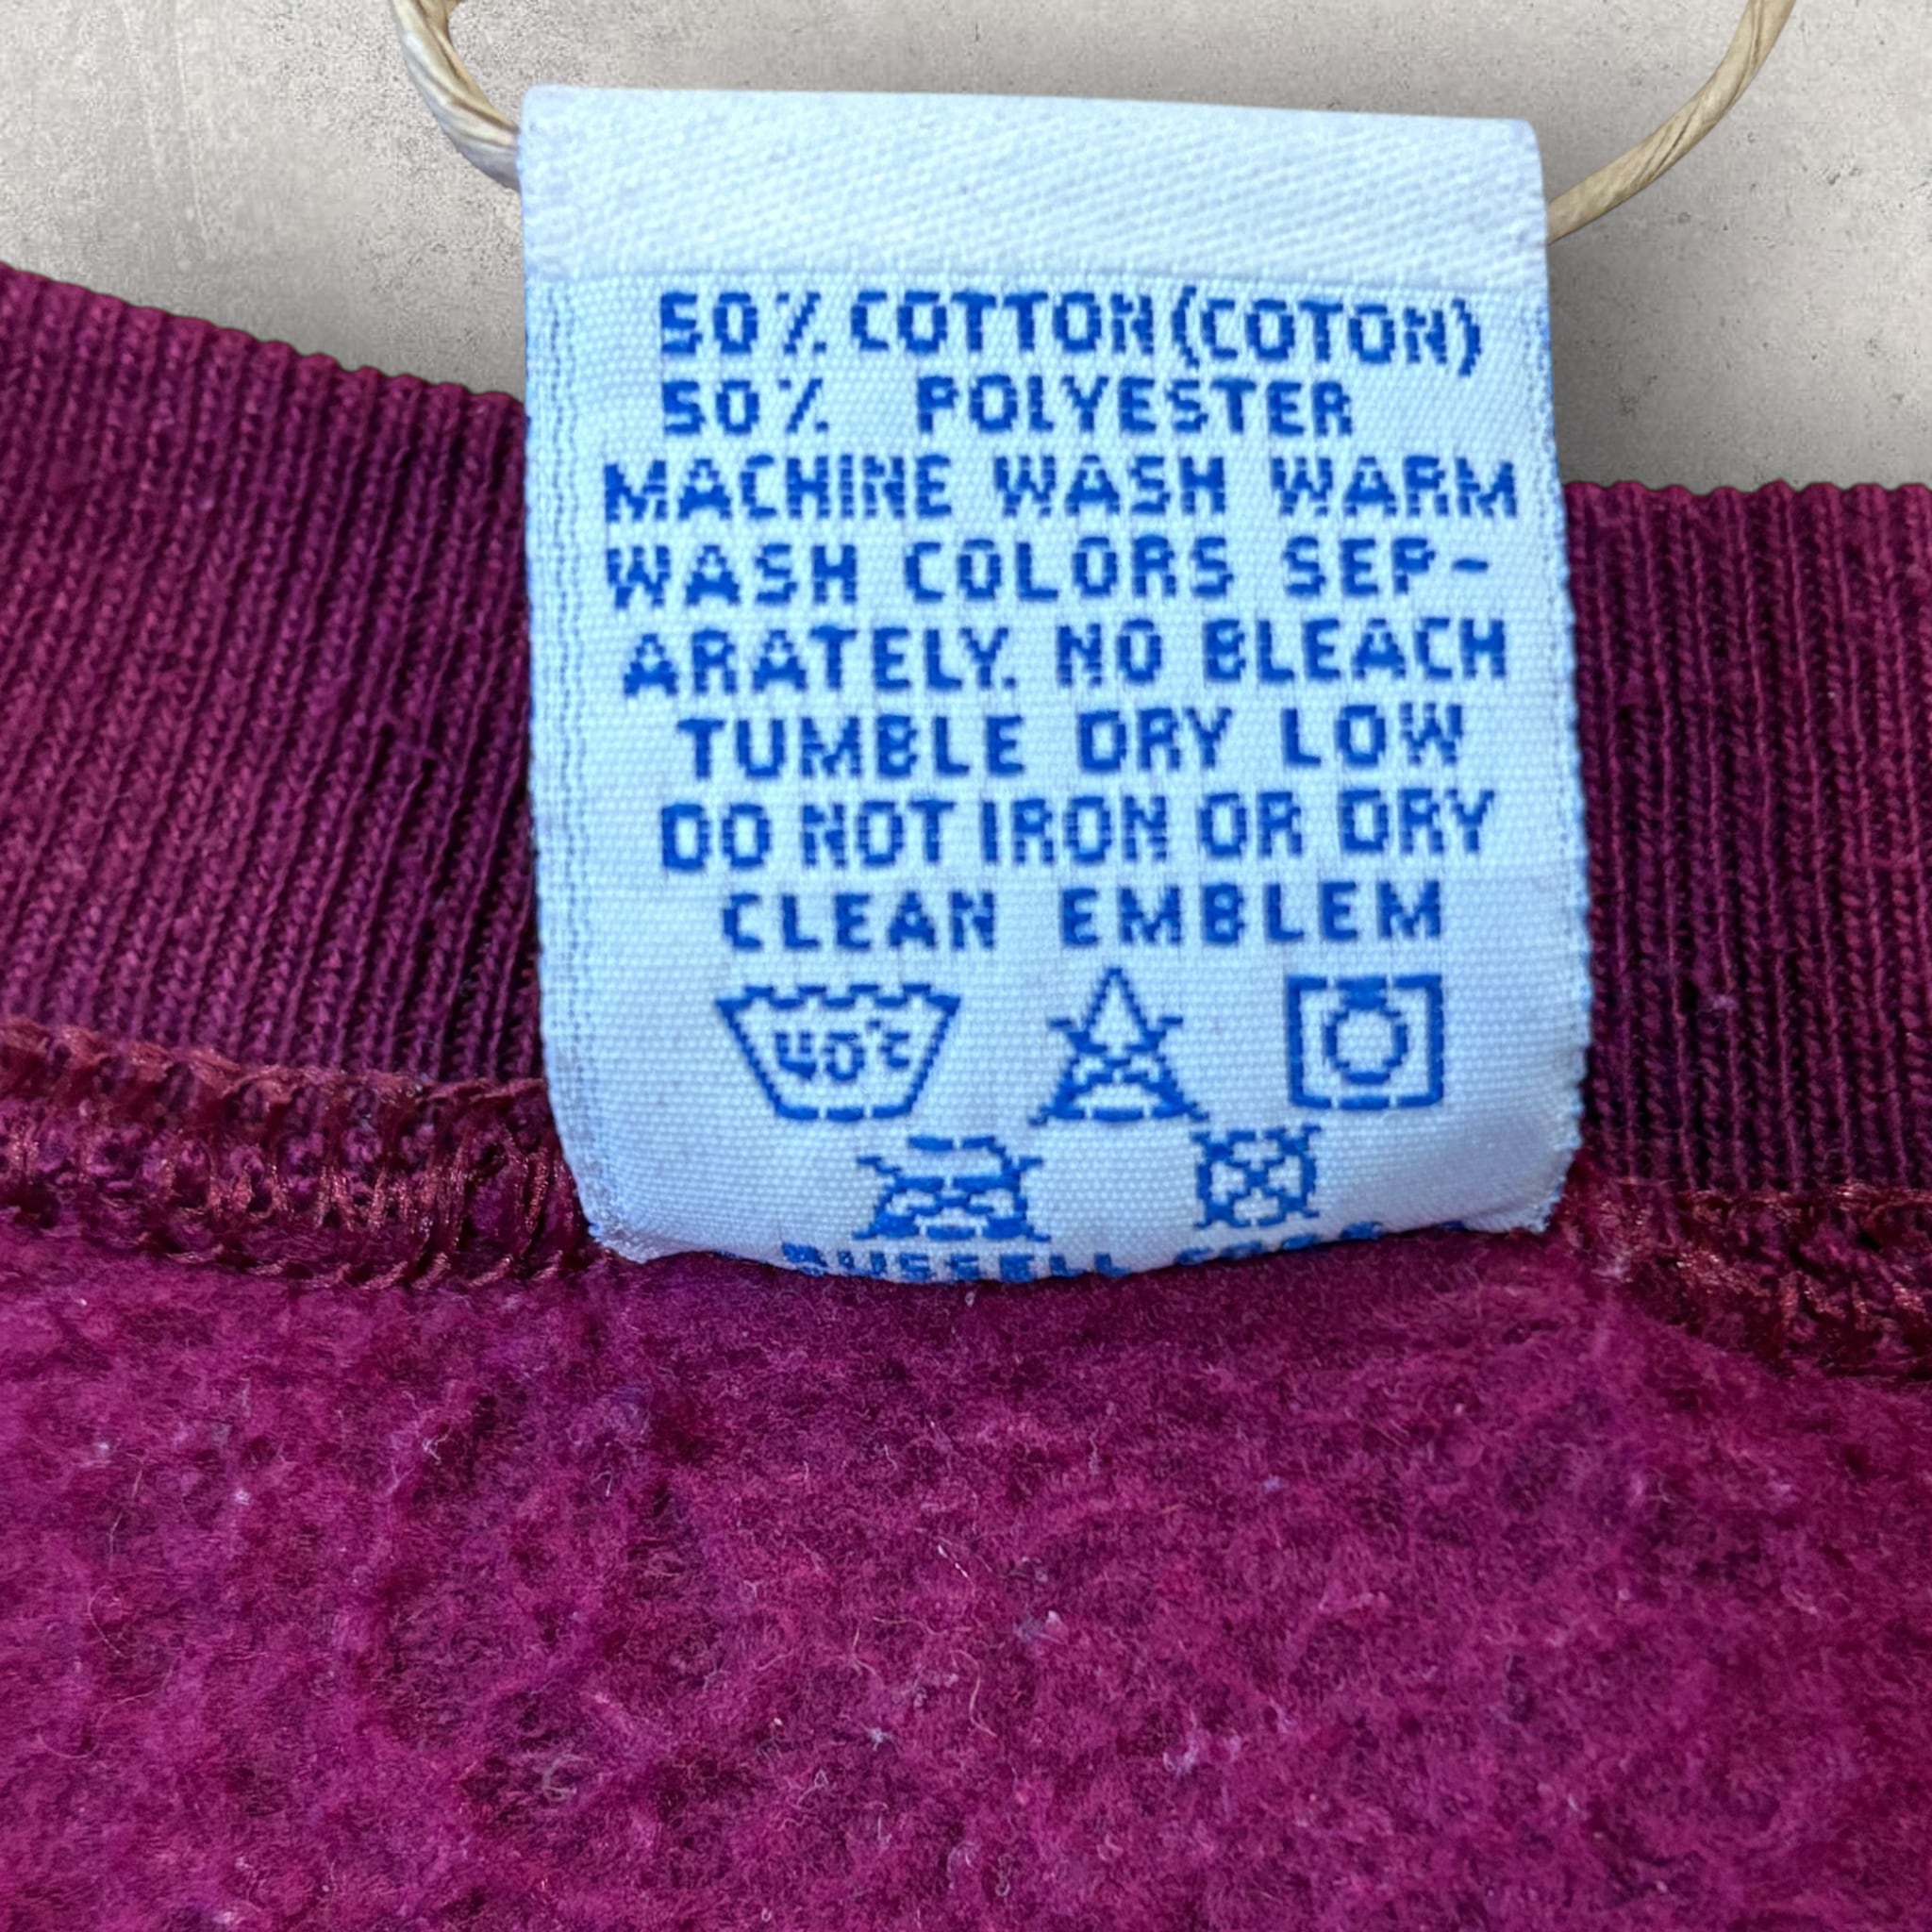 50% COTTON (COTON)
50% POLYESTER
MACHINE WASH WARM
WASH COLORS SEP-
ARATELY. NO BLEACH
TUMBLE DRY LOW
DO NOT IRON OR DRY
CLEAN EMBLEM
40°C
RUSSELL